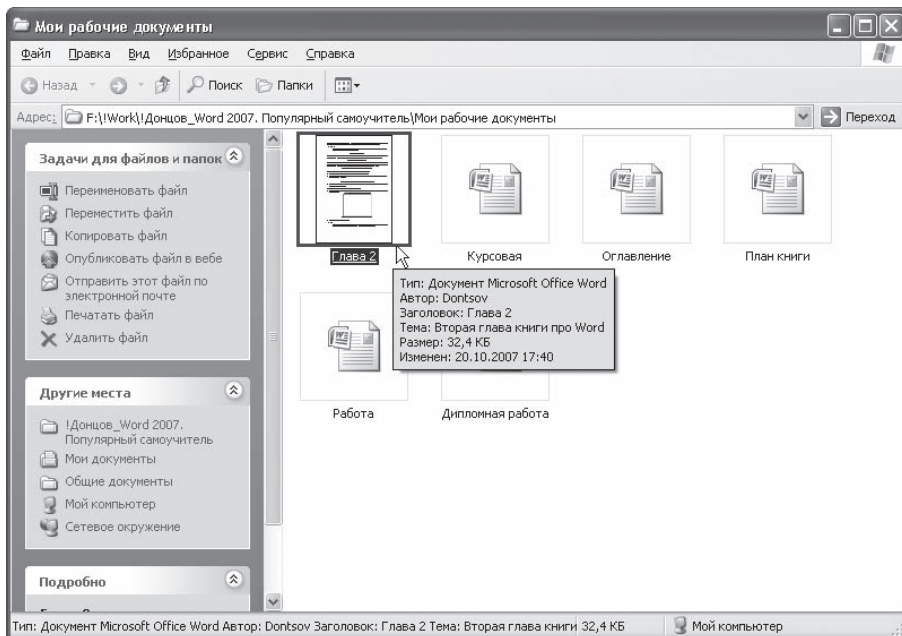 Мои рабочие документы
Файл Правка Вид Избранное Сервис Справка
Назад Поиск Папки
Адрес: F:\!Work\!Донцов_Word 2007. Популярный самоучитель\Мои рабочие документы Переход
Задачи для файлов и папок
Переименовать файл
Переместить файл
Копировать файл
Опубликовать файл в вебе
Отправить этот файл по
электронной почте
Печатать файл
Удалить файл
Другие места
!Донцов_Word 2007.
Популярный самоучитель
Мои документы
Общие документы
Мой компьютер
Сетевое окружение
Подробно
Глава 2 Курсовая Оглавление План книги
Тип: Документ Microsoft Office Word
Автор: Dontsov
Заголовок: Глава 2
Тема: Вторая глава книги про Word
Размер: 32,4 КБ
Изменен: 20.10.2007 17:40
Работа Дипломная работа
Тип: Документ Microsoft Office Word Автор: Dontsov Заголовок: Глава 2 Тема: Вторая глава книги 32,4 КБ Мой компьютер